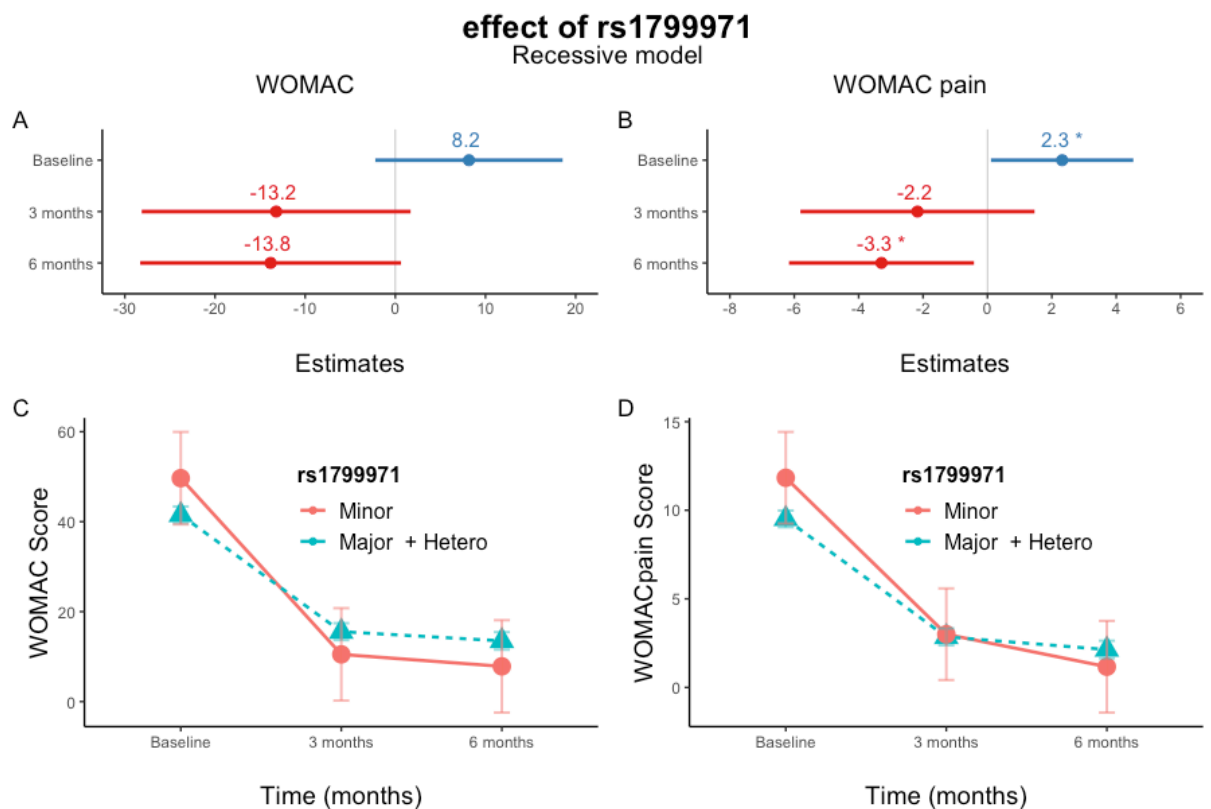 effect of rs1799971
Recessive model
WOMAC
WOMAC pain
A
Baseline
3 months
6 months
8.2
-13.2
-13.8
-30 -20 -10 0 10 20
Estimates
B
Baseline
3 months
6 months
2.3 *
-2.2
-3.3 *
-8 -6 -4 -2 0 2 4 6
Estimates
C
WOMAC Score
60
40
20
0
rs1799971
Minor
Major + Hetero
Baseline 3 months 6 months
Time (months)
D
WOMACpain Score
15
10
5
0
rs1799971
Minor
Major + Hetero
Baseline 3 months 6 months
Time (months)